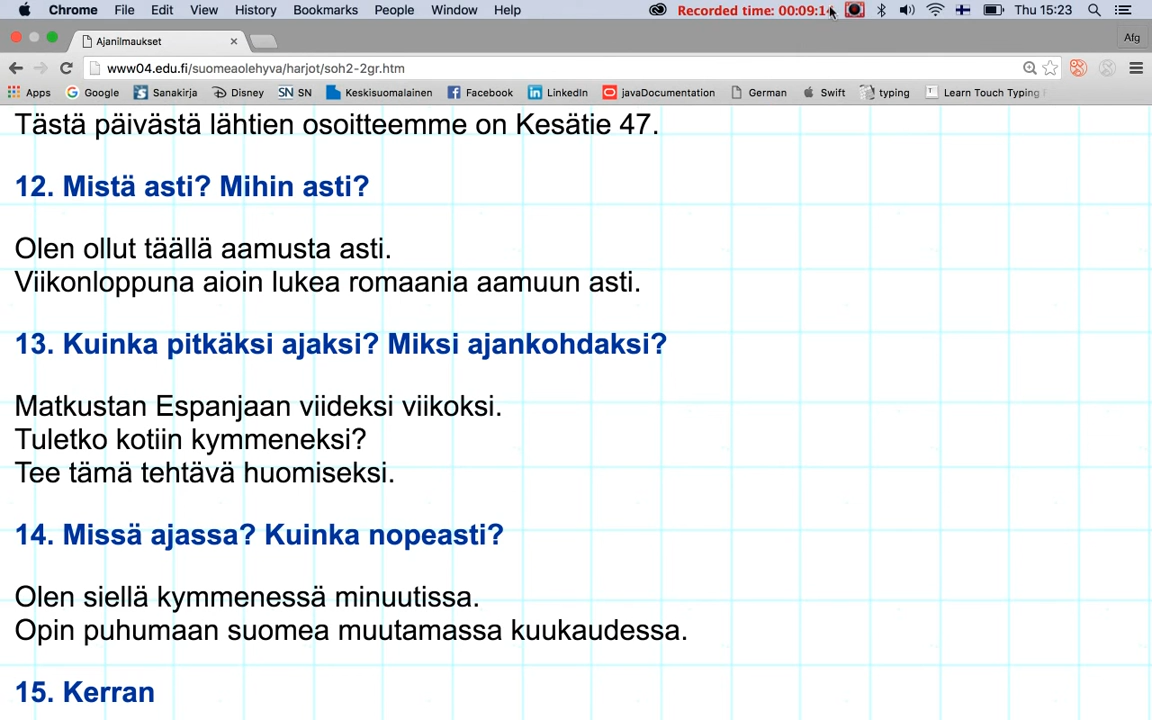 Chrome File Edit View History Bookmarks People Window Help Recorded time: 00:09:1 Thu 15:23
Ajanilmaukset Afg
www04.edu.fi/suomeaolehyva/harjot/soh2-2gr.htm
Apps Google Sanakirja Disney SN SN Keskisuomalainen Facebook LinkedIn javaDocumentation German Swift typing Learn Touch Typing
Tästä päivästä lähtien osoitteemme on Kesätie 47.
12. Mistä asti? Mihin asti?
Olen ollut täällä aamusta asti.
Viikonloppuna aioin lukea romaania aamuun asti.
13. Kuinka pitkäksi ajaksi? Miksi ajankohdaksi?
Matkustan Espanjaan viideksi viikoksi.
Tuletko kotiin kymmeneksi?
Tee tämä tehtävä huomiseksi.
14. Missä ajassa? Kuinka nopeasti?
Olen siellä kymmenessä minuutissa.
Opin puhumaan suomea muutamassa kuukaudessa.
15. Kerran